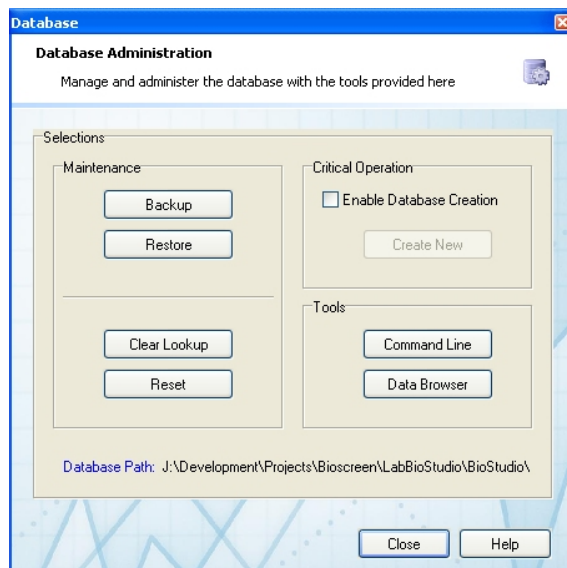 Database
Database Administration
Manage and administer the database with the tools provided here
Selections
Maintenance
Backup
Restore
Clear Lookup
Reset
Critical Operation
Enable Database Creation
Create New
Tools
Command Line
Data Browser
Database Path: J:\Development\Projects\Bioscreen\LabBioStudio\BioStudio\
Close
Help